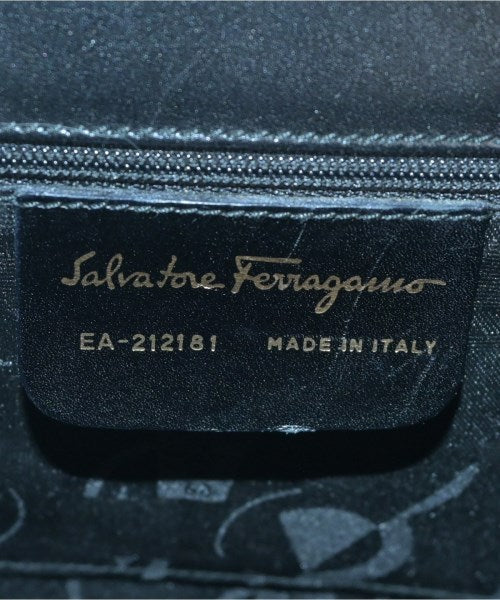 Salvatore Ferragamo
EA-212181 MADE IN ITALY